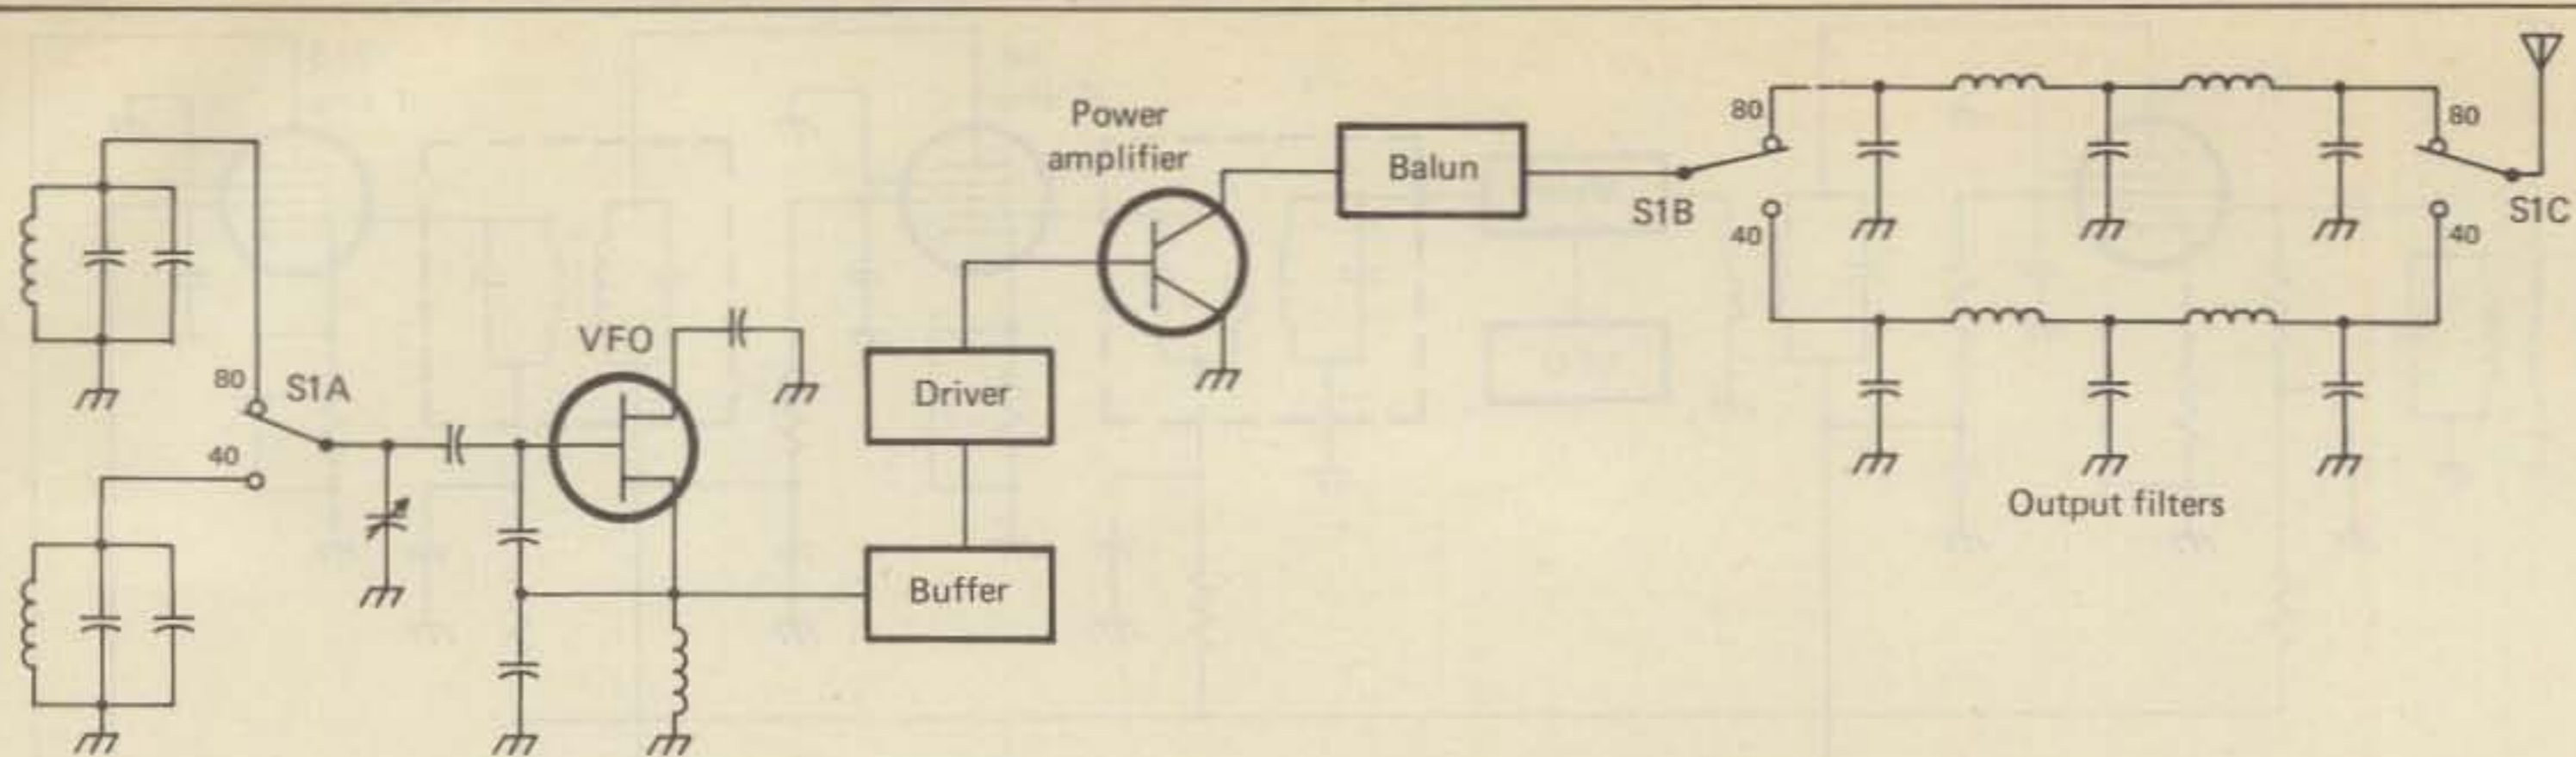 Power
amplifier
Balun
80
80
S1B
S1C
40
40
VFO
80
S1A
Driver
40
Output filters
Buffer